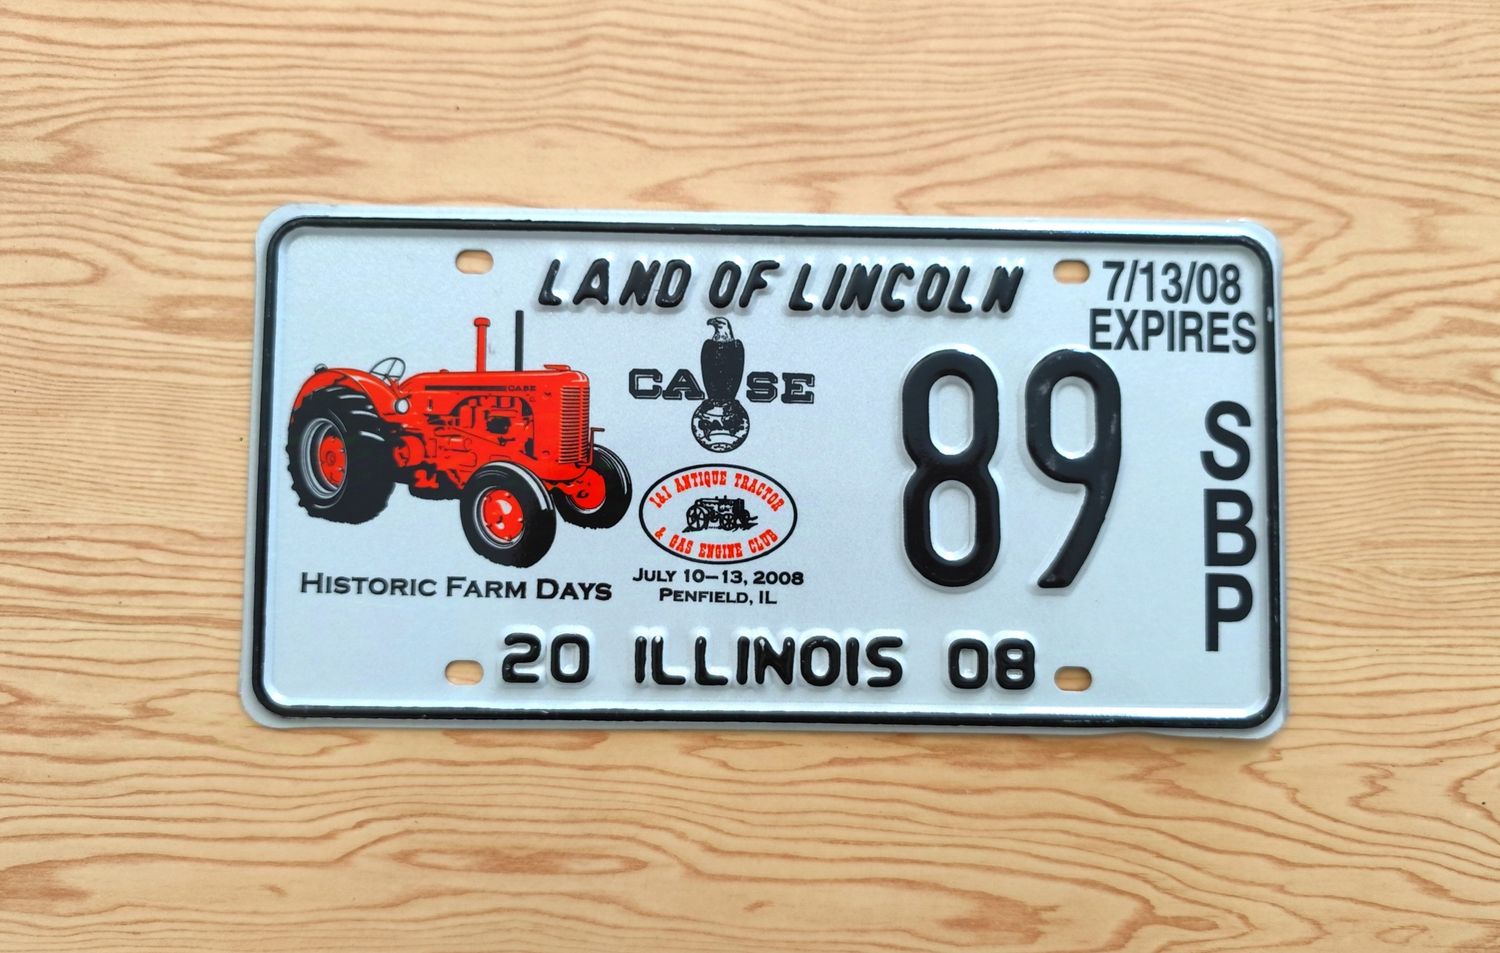 LAND OF LINCOLN
7/13/08
EXPIRES
CASE
CASE
89
SBP
I&I ANTIQUE TRACTOR
& GAS ENGINE CLUB
HISTORIC FARM DAYS
JULY 10–13, 2008
PENFIELD, IL
20 ILLINOIS 08